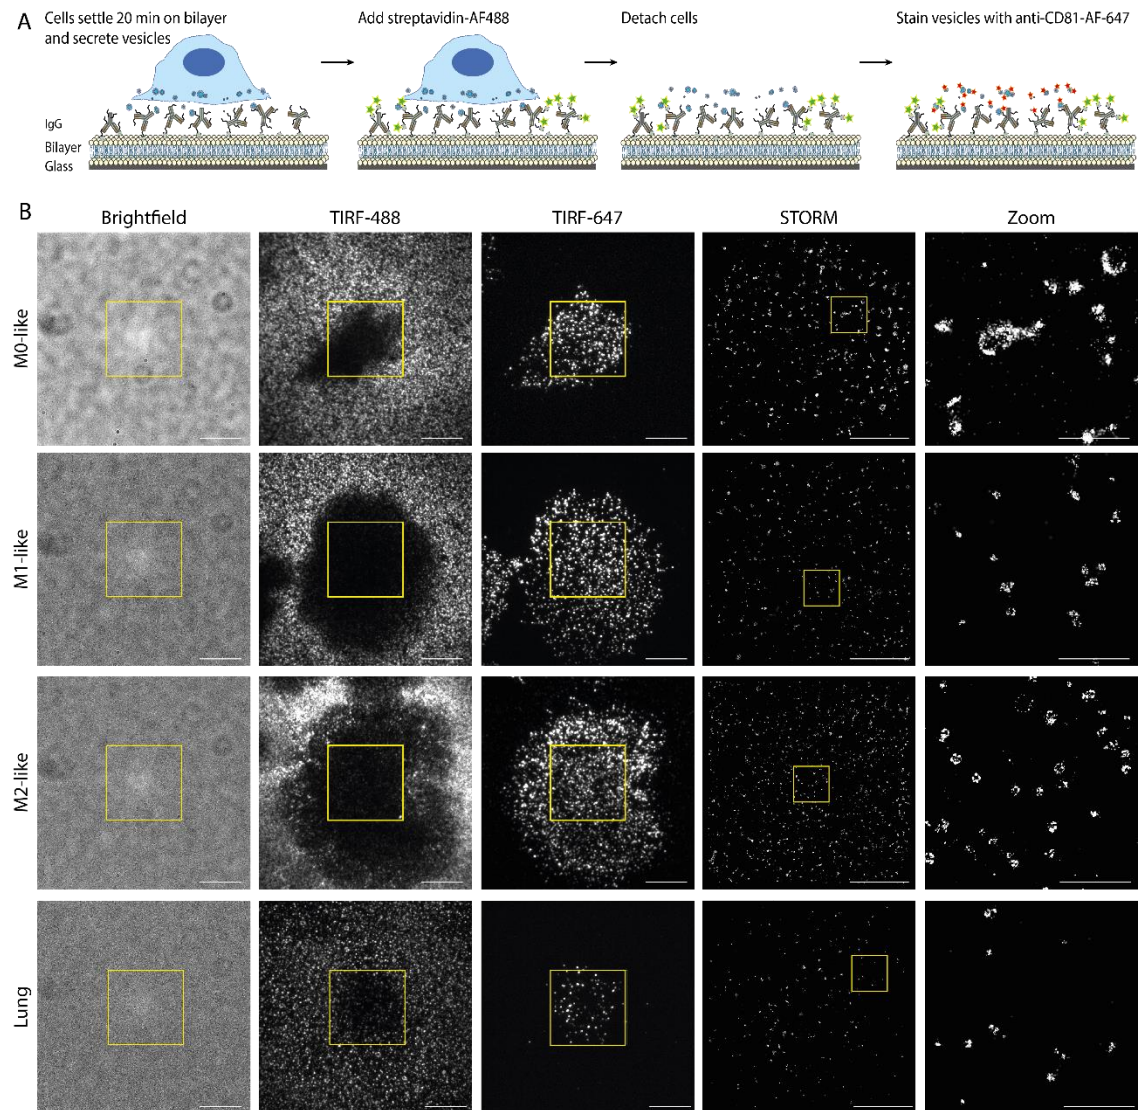 A
Cells settle 20 min on bilayer
and secrete vesicles
Add streptavidin-AF488
Detach cells
Stain vesicles with anti-CD81-AF-647
IgG
Bilayer
Glass
B
Brightfield
TIRF-488
TIRF-647
STORM
Zoom
M0-like
M1-like
M2-like
Lung